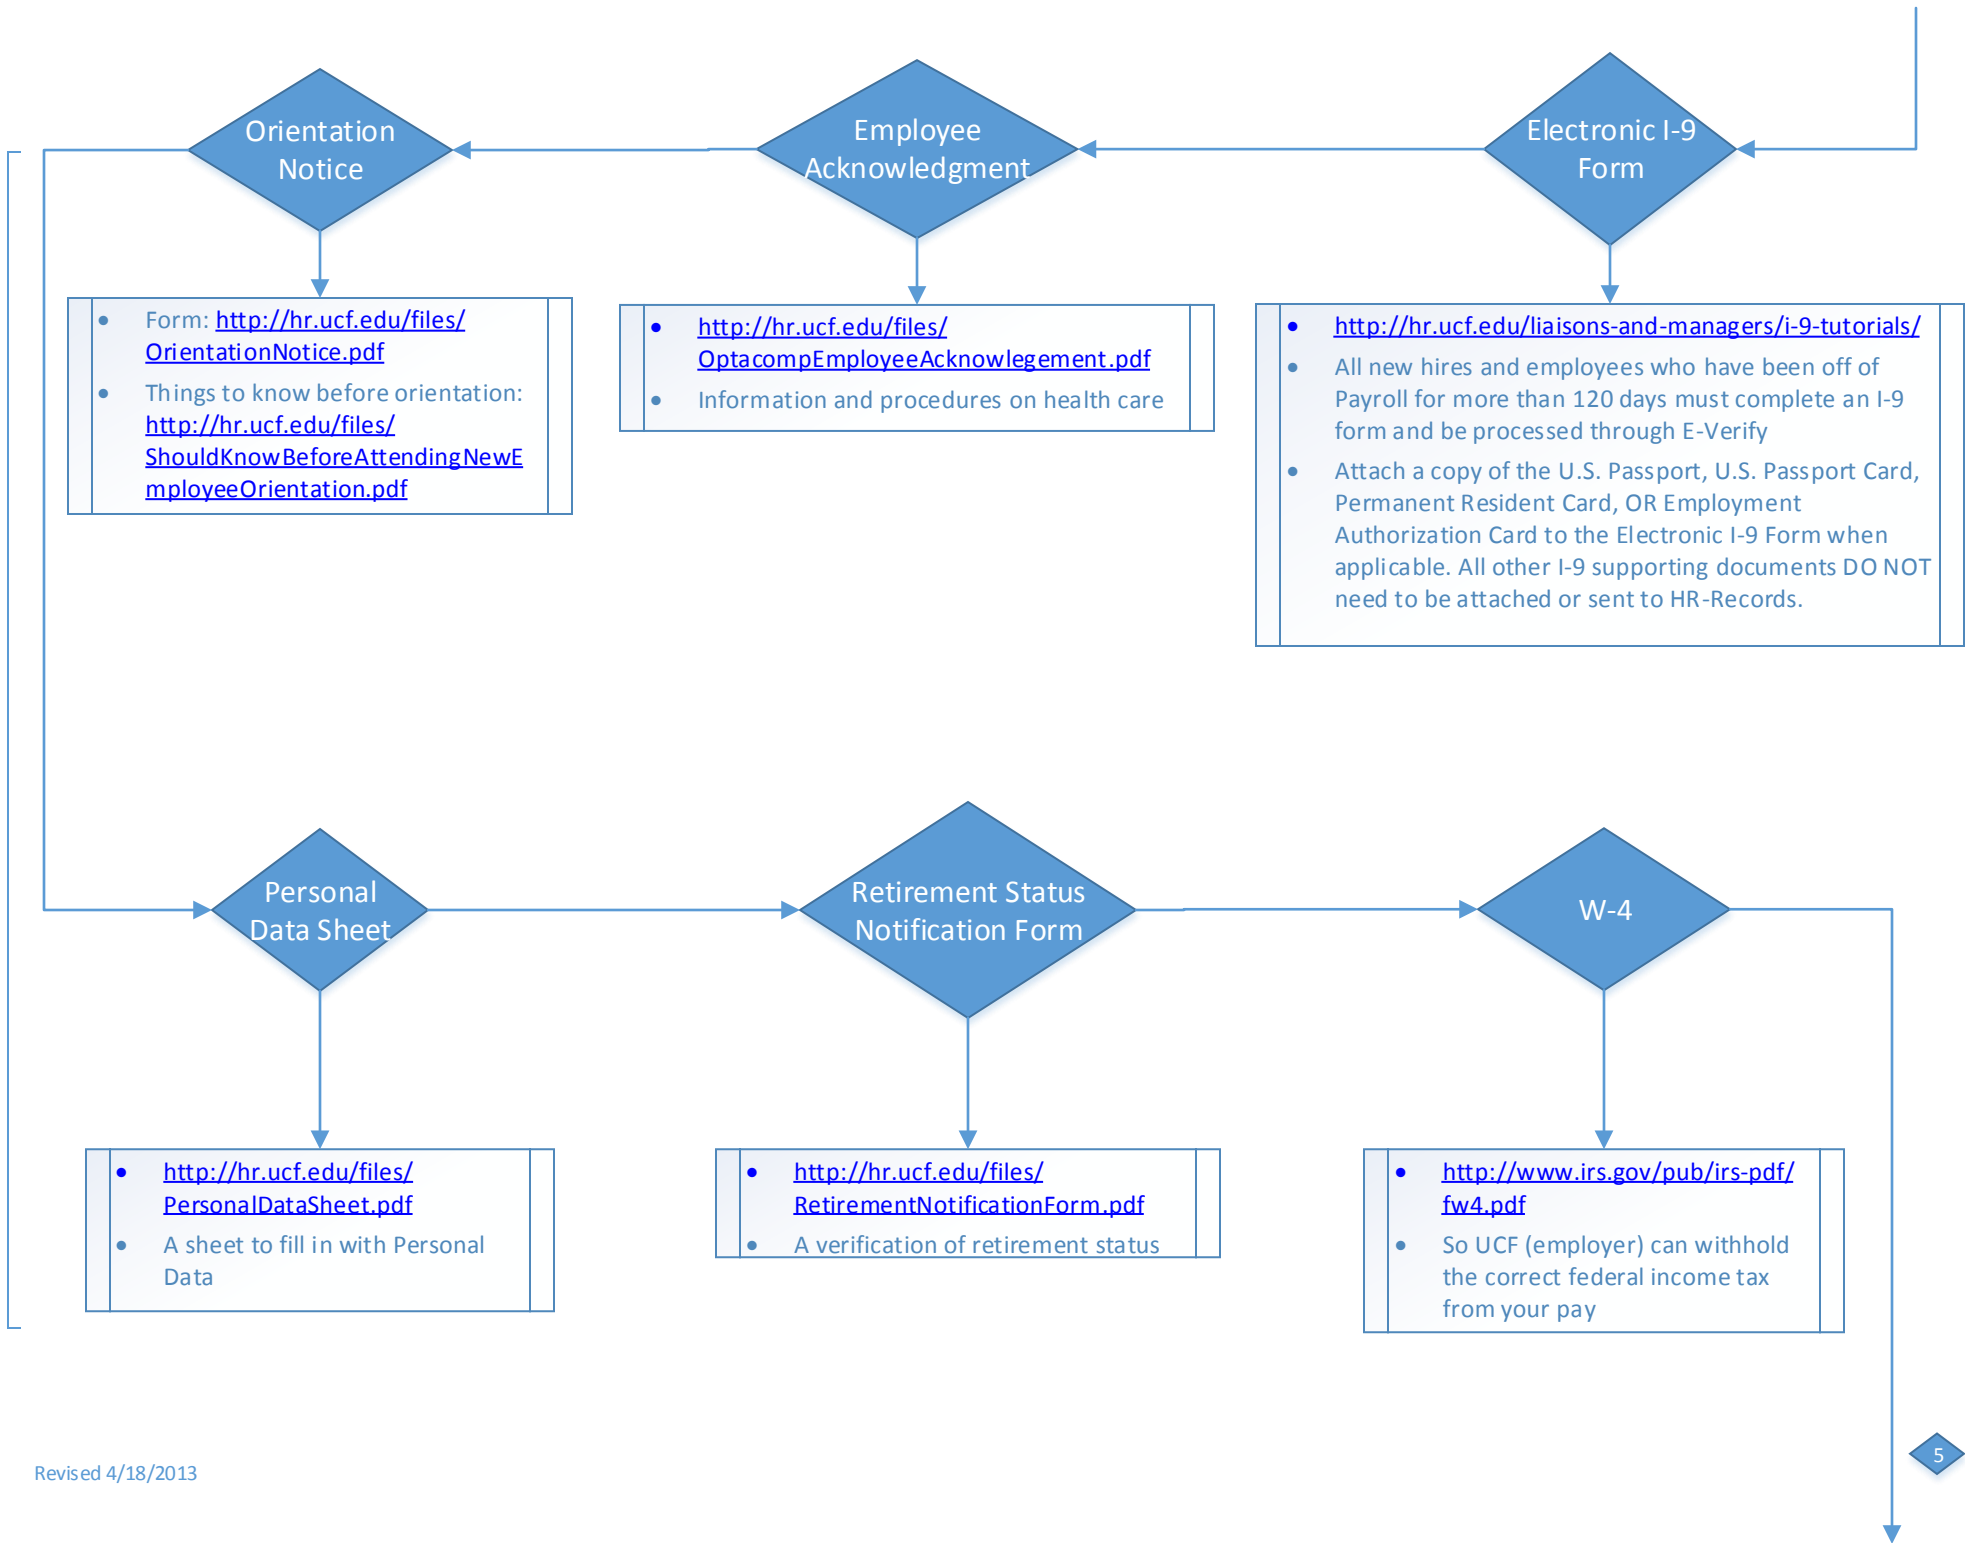 Orientation
Notice
Employee
Acknowledgment
Electronic I-9
Form
Form: http://hr.ucf.edu/files/
OrientationNotice.pdf
Things to know before orientation:
http://hr.ucf.edu/files/
ShouldKnowBeforeAttendingNewE
mployeeOrientation.pdf
http://hr.ucf.edu/files/
OptacompEmployeeAcknowlegement.pdf
Information and procedures on health care
http://hr.ucf.edu/liaisons-and-managers/i-9-tutorials/
All new hires and employees who have been off of
Payroll for more than 120 days must complete an I-9
form and be processed through E-Verify
Attach a copy of the U.S. Passport, U.S. Passport Card,
Permanent Resident Card, OR Employment
Authorization Card to the Electronic I-9 Form when
applicable. All other I-9 supporting documents DO NOT
need to be attached or sent to HR-Records.
Personal
Data Sheet
Retirement Status
Notification Form
W-4
http://hr.ucf.edu/files/
PersonalDataSheet.pdf
A sheet to fill in with Personal
Data
http://hr.ucf.edu/files/
RetirementNotificationForm.pdf
A verification of retirement status
http://www.irs.gov/pub/irs-pdf/
fw4.pdf
So UCF (employer) can withhold
the correct federal income tax
from your pay
5
Revised 4/18/2013